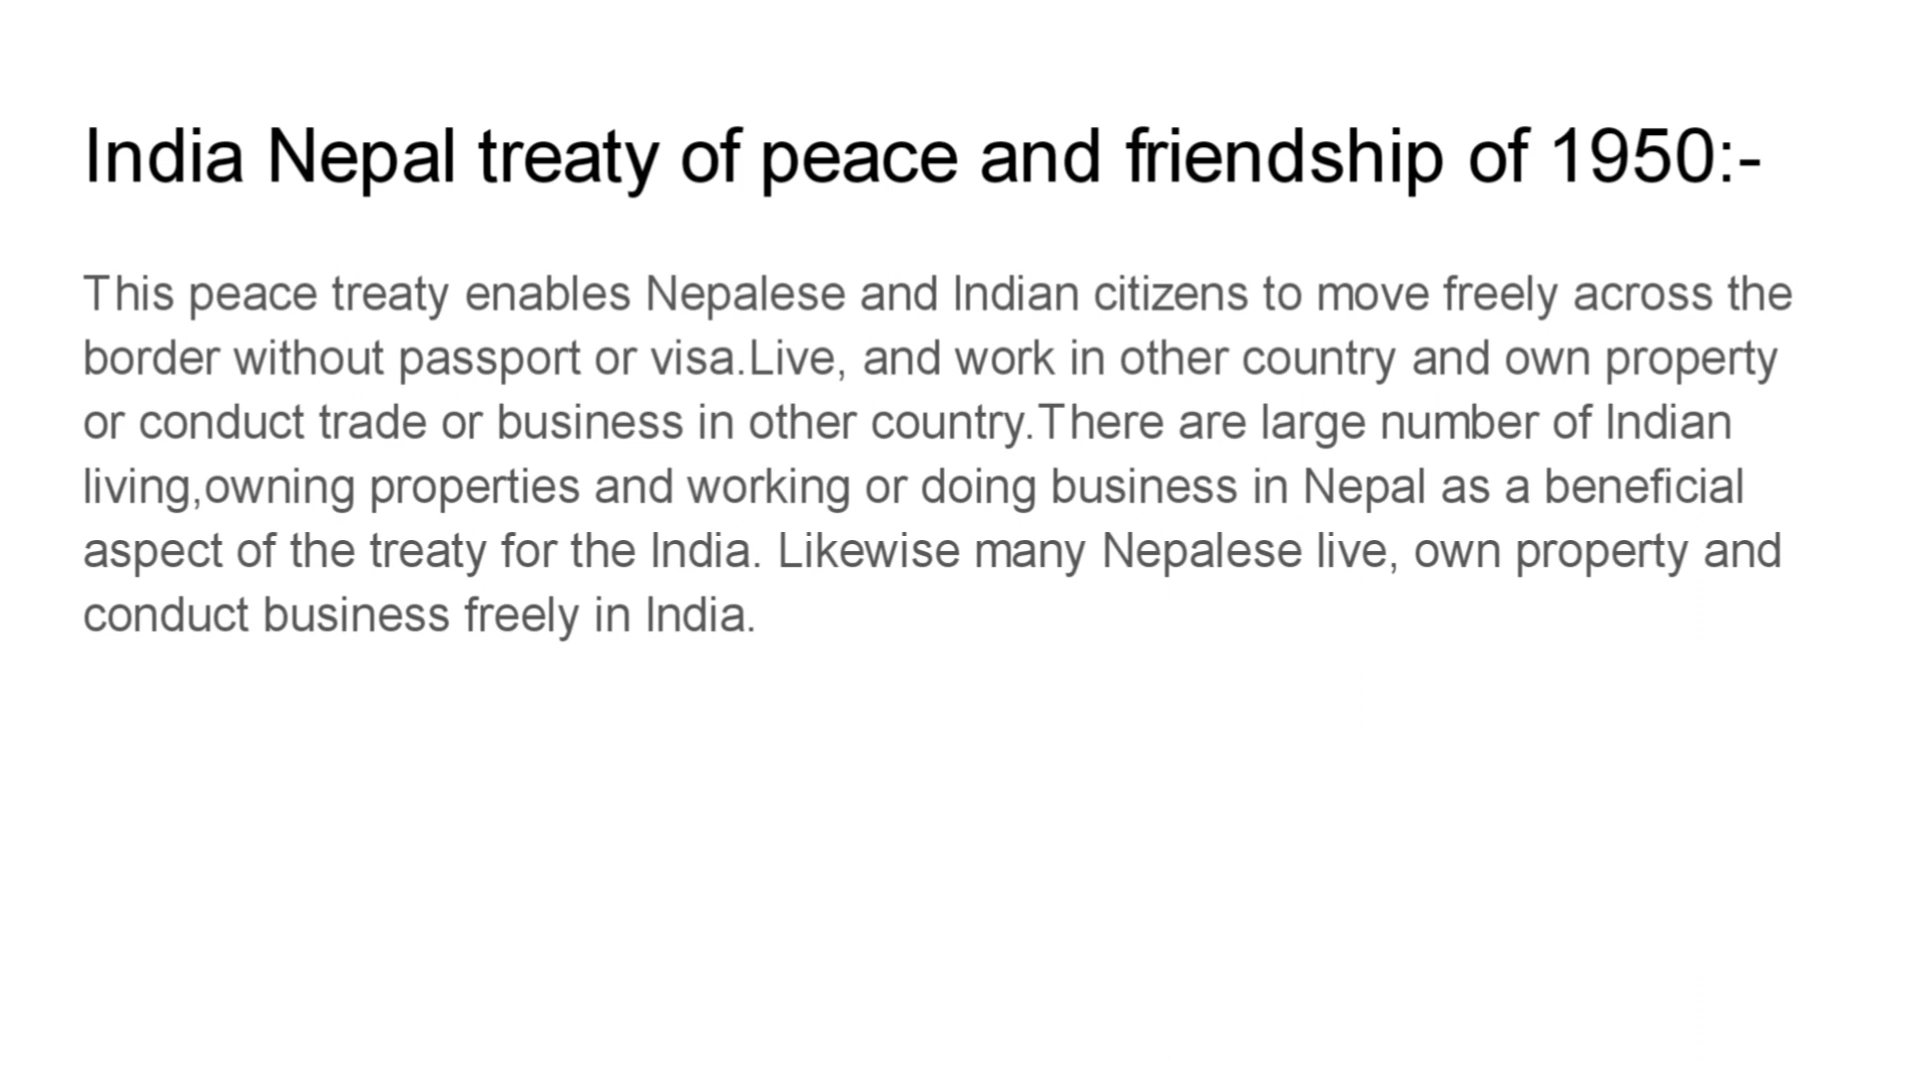 India Nepal treaty of peace and friendship of 1950:-
This peace treaty enables Nepalese and Indian citizens to move freely across the
border without passport or visa.Live, and work in other country and own property
or conduct trade or business in other country.There are large number of Indian
living,owning properties and working or doing business in Nepal as a beneficial
aspect of the treaty for the India. Likewise many Nepalese live, own property and
conduct business freely in India.